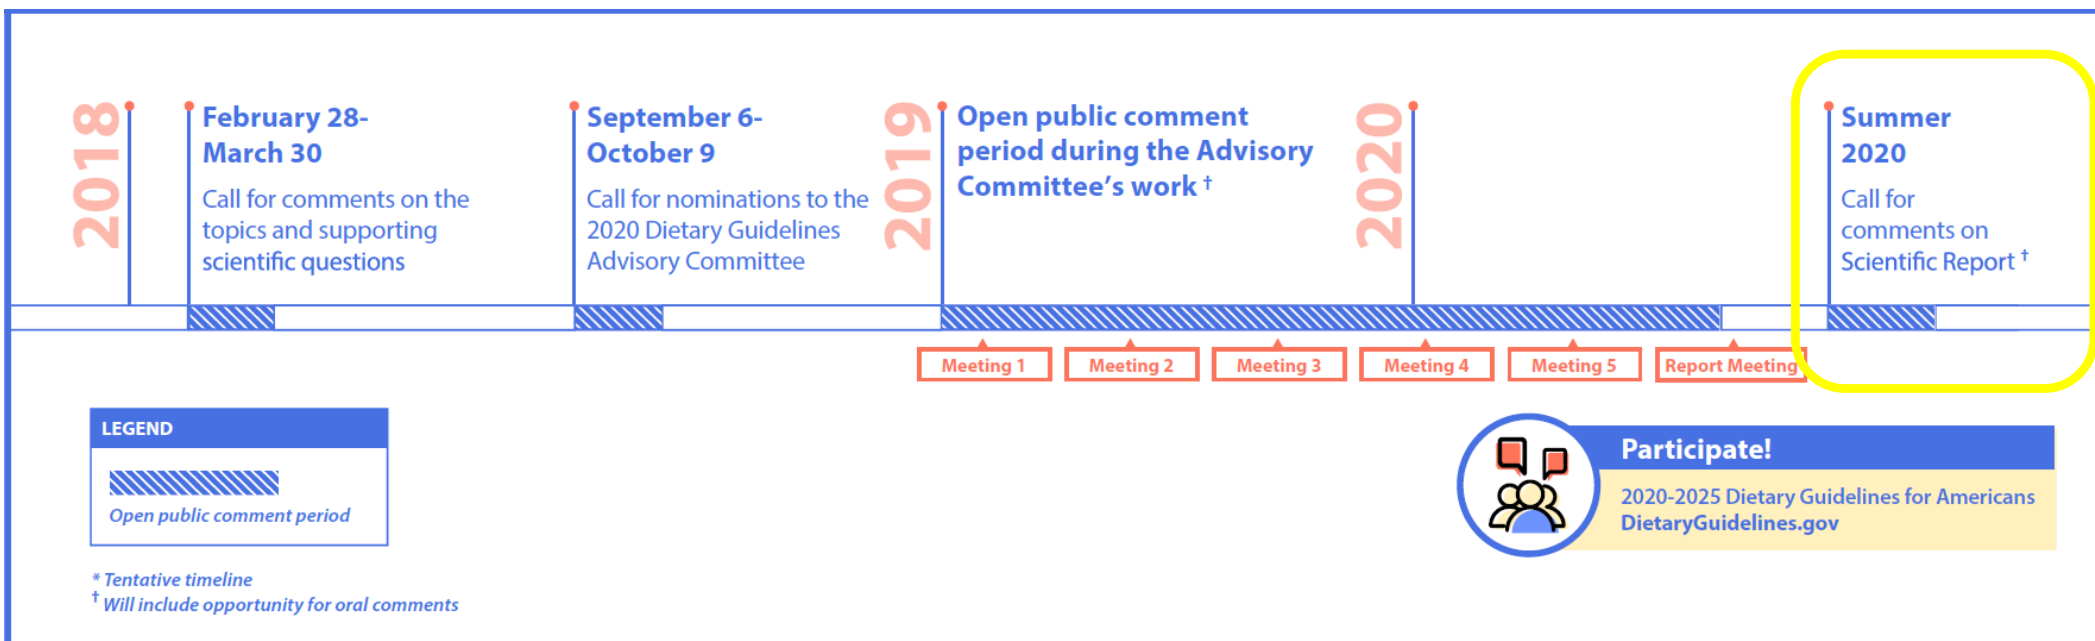 2018
February 28-
March 30
Call for comments on the
topics and supporting
scientific questions
September 6-
October 9
Call for nominations to the
2020 Dietary Guidelines
Advisory Committee
2019
Open public comment
period during the Advisory
Committee's work †
2020
Summer
2020
Call for
comments on
Scientific Report †
Meeting 1
Meeting 2
Meeting 3
Meeting 4
Meeting 5
Report Meeting
LEGEND
Open public comment period
* Tentative timeline
† Will include opportunity for oral comments
Participate!
2020-2025 Dietary Guidelines for Americans
DietaryGuidelines.gov